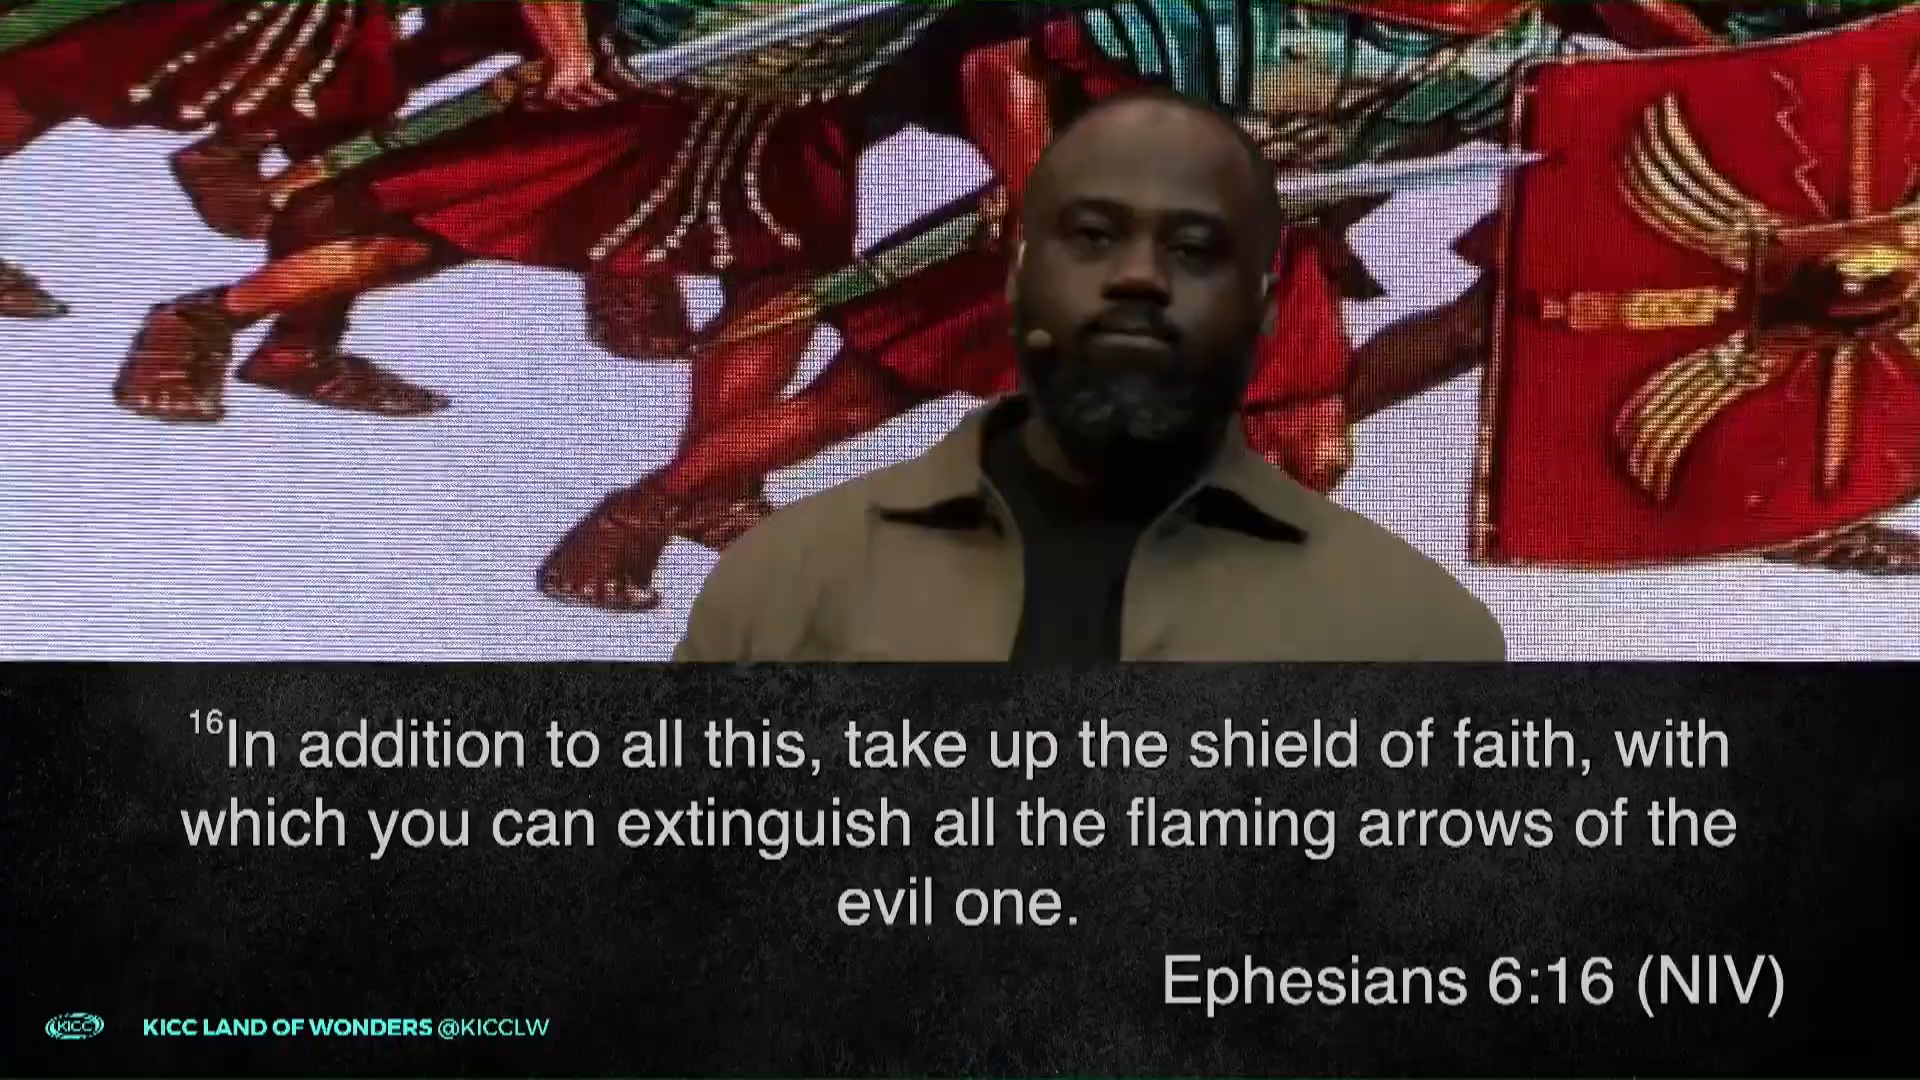 16In addition to all this, take up the shield of faith, with
which you can extinguish all the flaming arrows of the
evil one.
Ephesians 6:16 (NIV)
KICC
KICC LAND OF WONDERS @KICCLW